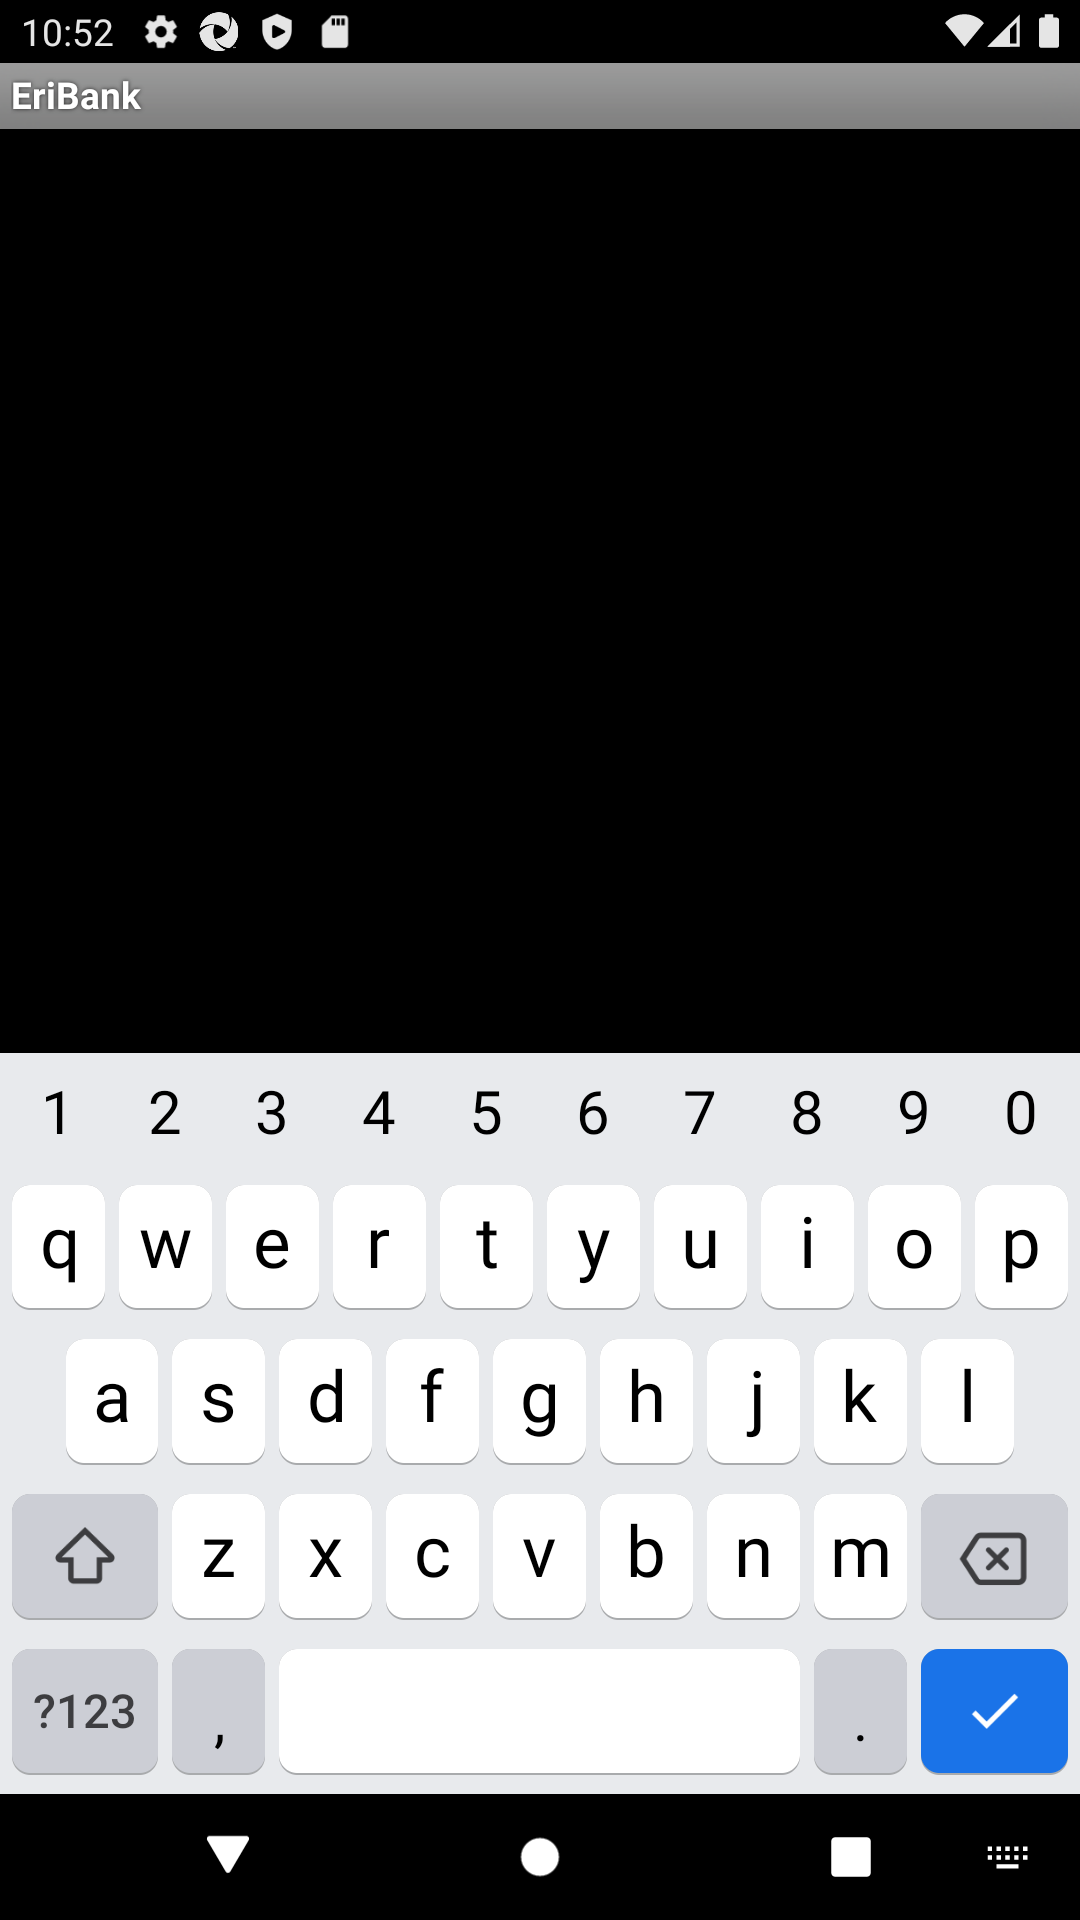 10:52
EriBank
1 2 3 4 5 6 7 8 9 0
q w e r t y u i o p
a s d f g h j k l
z x c v b n m
?123 , .